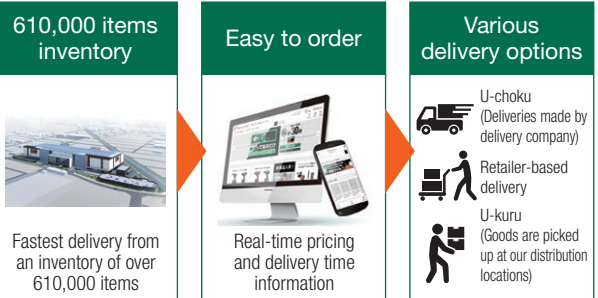 610,000 items
inventory
Fastest delivery from
an inventory of over
610,000 items
Easy to order
Real-time pricing
and delivery time
information
Various
delivery options
U-choku
(Deliveries made by
delivery company)
Retailer-based
delivery
U-kuru
(Goods are picked
up at our distribution
locations)